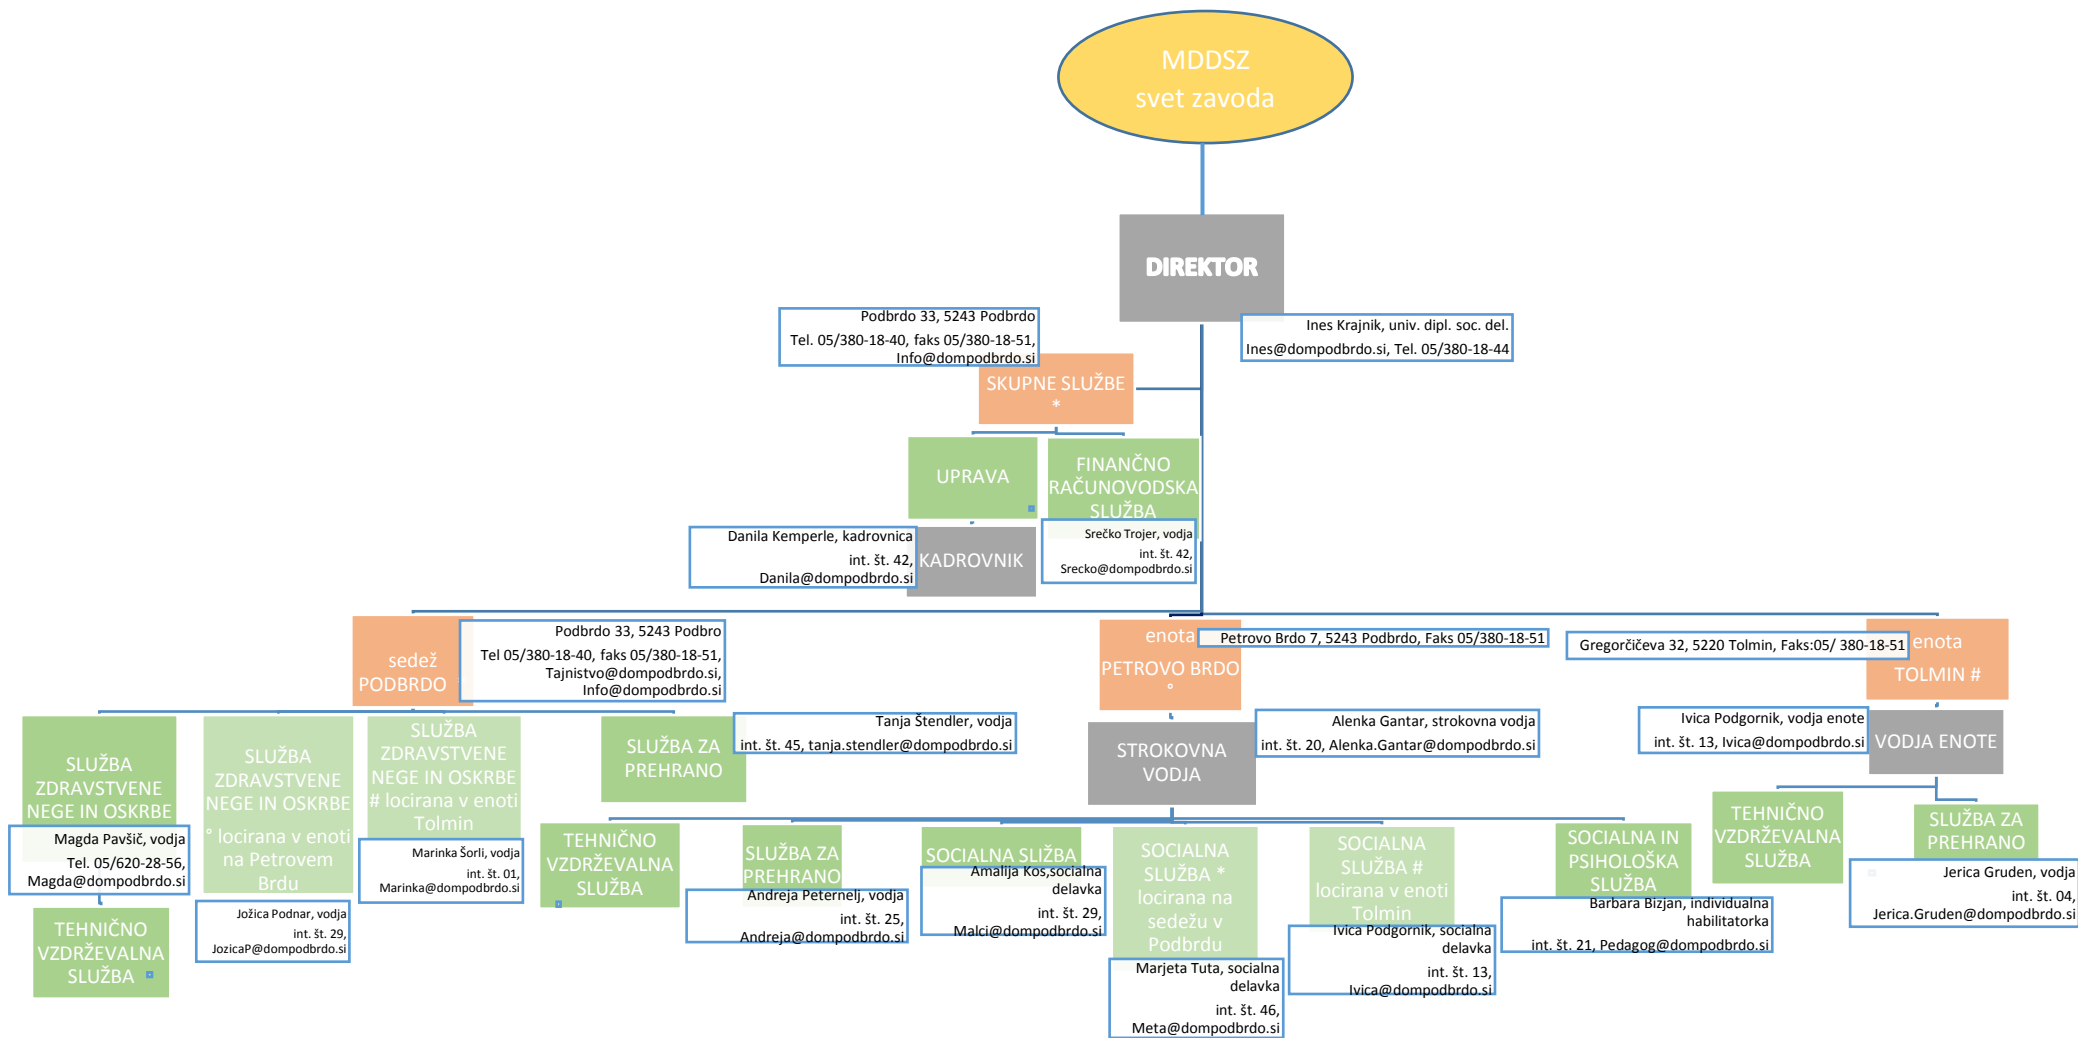 MDDSZ
svet zavoda
DIREKTOR
Podbrdo 33, 5243 Podbrdo
Tel. 05/380-18-40, faks 05/380-18-51,
Info@dompodbrdo.si
Ines Krajnik, univ. dipl. soc. del.
Ines@dompodbrdo.si, Tel. 05/380-18-44
SKUPNE SLUŽBE
*
UPRAVA
FINANČNO
RAČUNOVODSKA
SLUŽBA
Danila Kemperle, kadrovnica
int. št. 42,
Danila@dompodbrdo.si
KADROVNIK
Srečko Trojer, vodja
int. št. 42,
Srecko@dompodbrdo.si
sedež
PODBRDO
Podbrdo 33, 5243 Podbro
Tel 05/380-18-40, faks 05/380-18-51,
Tajnistvo@dompodbrdo.si,
Info@dompodbrdo.si
enota
PETROVO BRDO
°
Petrovo Brdo 7, 5243 Podbrdo, Faks 05/380-18-51
Gregorčičeva 32, 5220 Tolmin, Faks:05/ 380-18-51
enota
TOLMIN #
SLUŽBA
ZDRAVSTVENE
NEGE IN OSKRBE
Magda Pavšič, vodja
Tel. 05/620-28-56,
Magda@dompodbrdo.si
TEHNIČNO
VZDRŽEVALNA
SLUŽBA
SLUŽBA
ZDRAVSTVENE
NEGE IN OSKRBE
° locirana v enoti
na Petrovem
Brdu
Jožica Podnar, vodja
int. št. 29,
JozicaP@dompodbrdo.si
SLUŽBA
ZDRAVSTVENE
NEGE IN OSKRBE
# locirana v enoti
Tolmin
Marinka Šorli, vodja
int. št. 01,
Marinka@dompodbrdo.si
SLUŽBA ZA
PREHRANO
Tanja Štendler, vodja
int. št. 45, tanja.stendler@dompodbrdo.si
STROKOVNA
VODJA
Alenka Gantar, strokovna vodja
int. št. 20, Alenka.Gantar@dompodbrdo.si
Ivica Podgornik, vodja enote
int. št. 13, Ivica@dompodbrdo.si
VODJA ENOTE
TEHNIČNO
VZDRŽEVALNA
SLUŽBA
SLUŽBA ZA
PREHRANO
Andreja Peternelj, vodja
int. št. 25,
Andreja@dompodbrdo.si
SOCIALNA SLIŽBA
Amalija Kos,socialna
delavka
int. št. 29,
Malci@dompodbrdo.si
SOCIALNA
SLUŽBA *
locirana na
sedežu v
Podbrdu
Marjeta Tuta, socialna
delavka
int. št. 46,
Meta@dompodbrdo.si
SOCIALNA
SLUŽBA #
locirana v enoti
Tolmin
Ivica Podgornik, socialna
delavka
int. št. 13,
Ivica@dompodbrdo.si
SOCIALNA IN
PSIHOLOŠKA
SLUŽBA
Barbara Bizjan, individualna
habilitatorka
int. št. 21, Pedagog@dompodbrdo.si
TEHNIČNO
VZDRŽEVALNA
SLUŽBA
SLUŽBA ZA
PREHRANO
Jerica Gruden, vodja
int. št. 04,
Jerica.Gruden@dompodbrdo.si